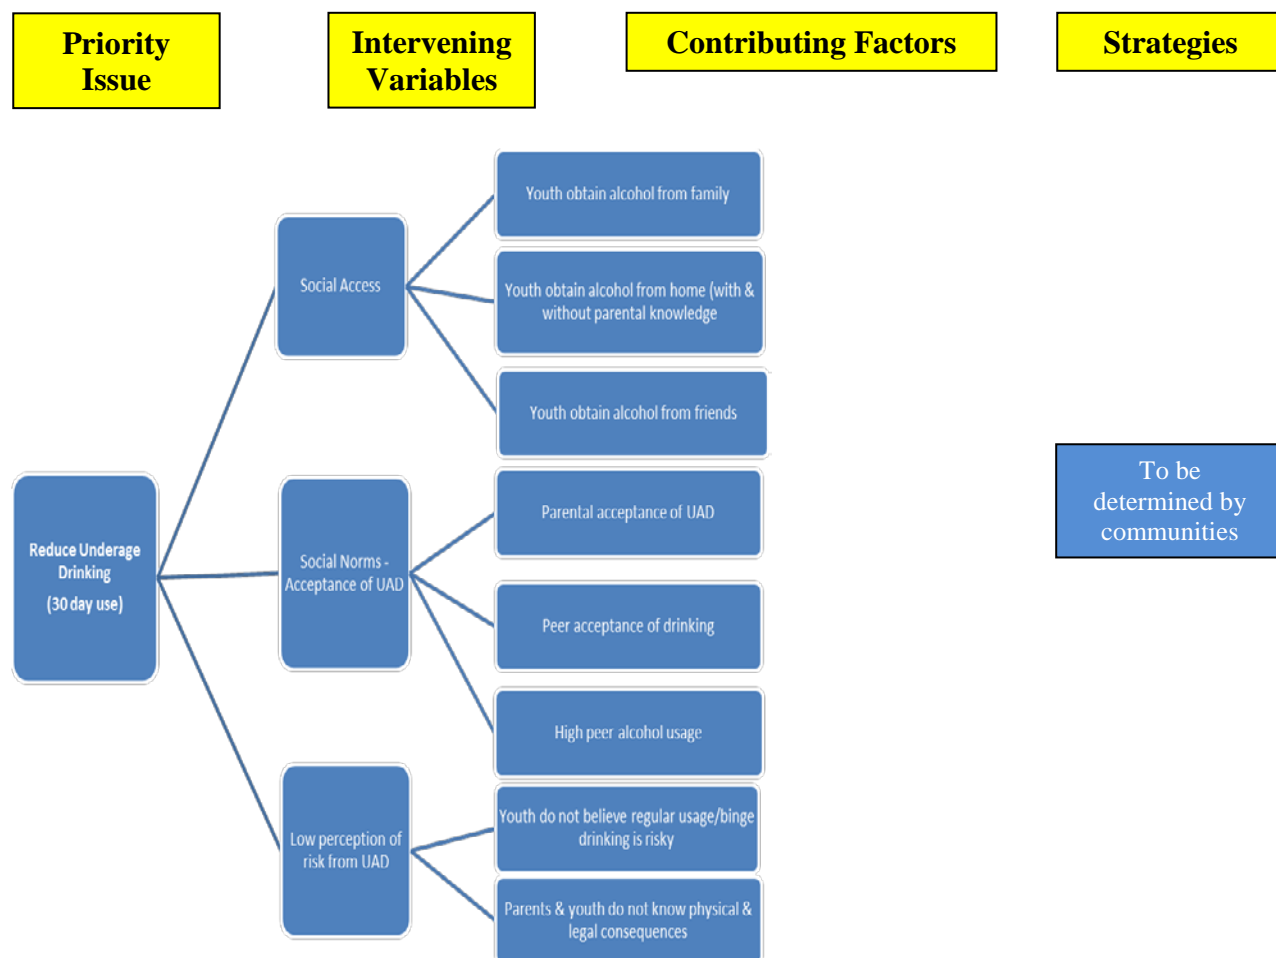 Priority
Issue
Intervening
Variables
Contributing Factors
Strategies
Youth obtain alcohol from family
Social Access
Youth obtain alcohol from home (with &
without parental knowledge
Youth obtain alcohol from friends
Reduce Underage
Drinking
(30 day use)
Social Norms -
Acceptance of UAD
Parental acceptance of UAD
Peer acceptance of drinking
High peer alcohol usage
Low perception of
risk from UAD
Youth do not believe regular usage/binge
drinking is risky
Parents & youth do not know physical &
legal consequences
To be
determined by
communities